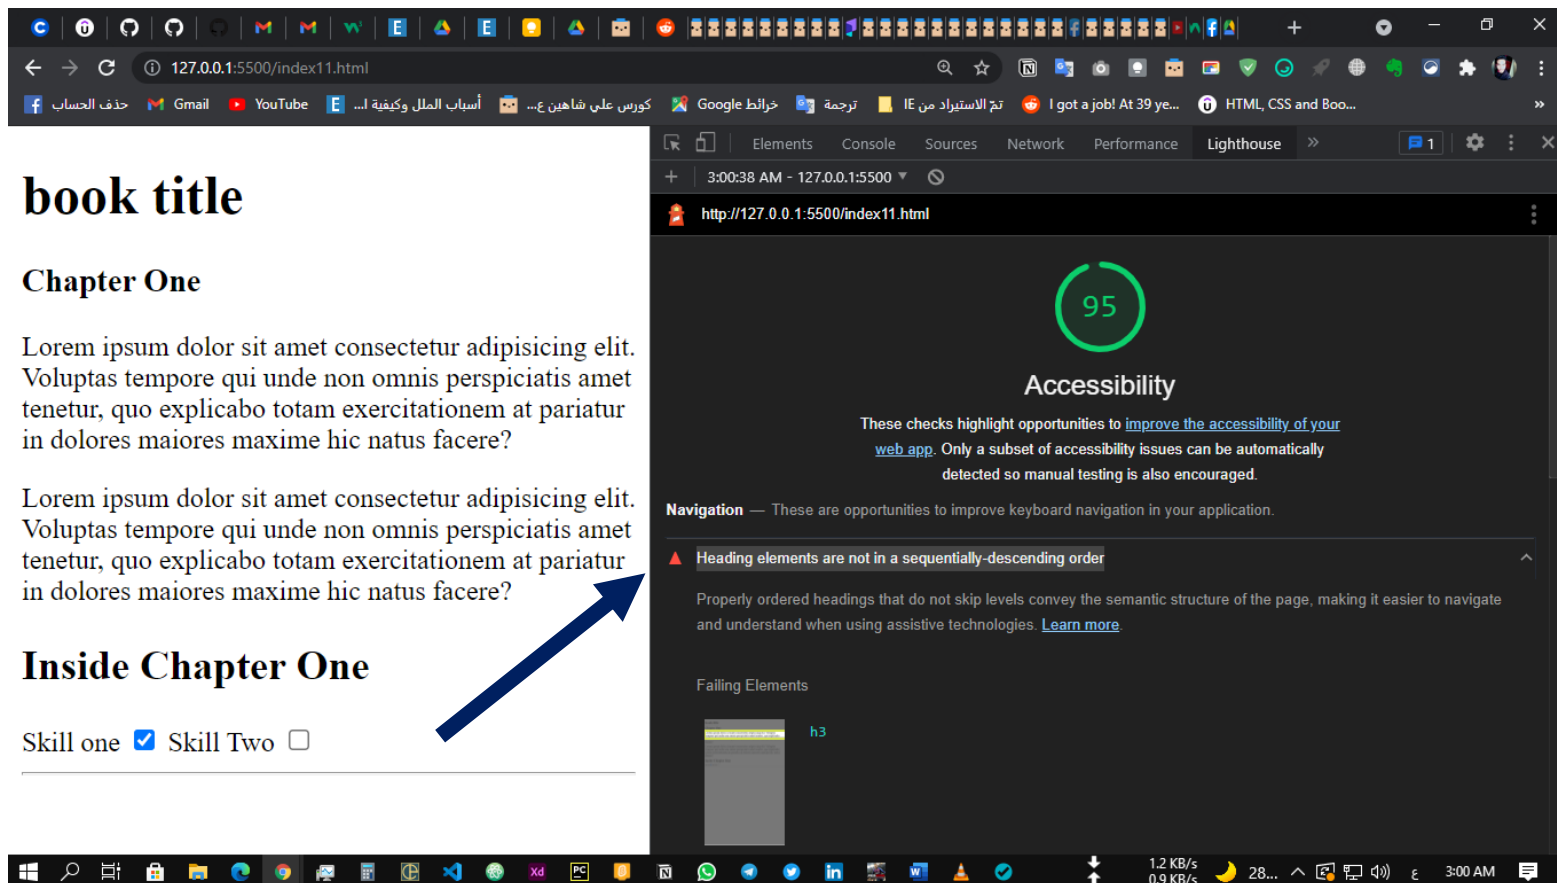 127.0.0.1:5500/index11.html
حذف الحساب
Gmail
YouTube
أسباب الملل وكيفية ا...
كورس علي شاهين ع...
خرائط Google
ترجمة
تمّ الاستيراد من IE
I got a job! At 39 ye...
HTML, CSS and Boo...
»
Elements Console Sources Network Performance Lighthouse » 1
3:00:38 AM - 127.0.0.1:5500
http://127.0.0.1:5500/index11.html
book title
Chapter One
Lorem ipsum dolor sit amet consectetur adipisicing elit.
Voluptas tempore qui unde non omnis perspiciatis amet
tenetur, quo explicabo totam exercitationem at pariatur
in dolores maiores maxime hic natus facere?
Lorem ipsum dolor sit amet consectetur adipisicing elit.
Voluptas tempore qui unde non omnis perspiciatis amet
tenetur, quo explicabo totam exercitationem at pariatur
in dolores maiores maxime hic natus facere?
Inside Chapter One
Skill one Skill Two
95
Accessibility
These checks highlight opportunities to improve the accessibility of your
web app. Only a subset of accessibility issues can be automatically
detected so manual testing is also encouraged.
Navigation — These are opportunities to improve keyboard navigation in your application.
Heading elements are not in a sequentially-descending order
Properly ordered headings that do not skip levels convey the semantic structure of the page, making it easier to navigate
and understand when using assistive technologies. Learn more.
Failing Elements
h3
1.2 KB/s
0.9 KB/s
28...
ع
3:00 AM